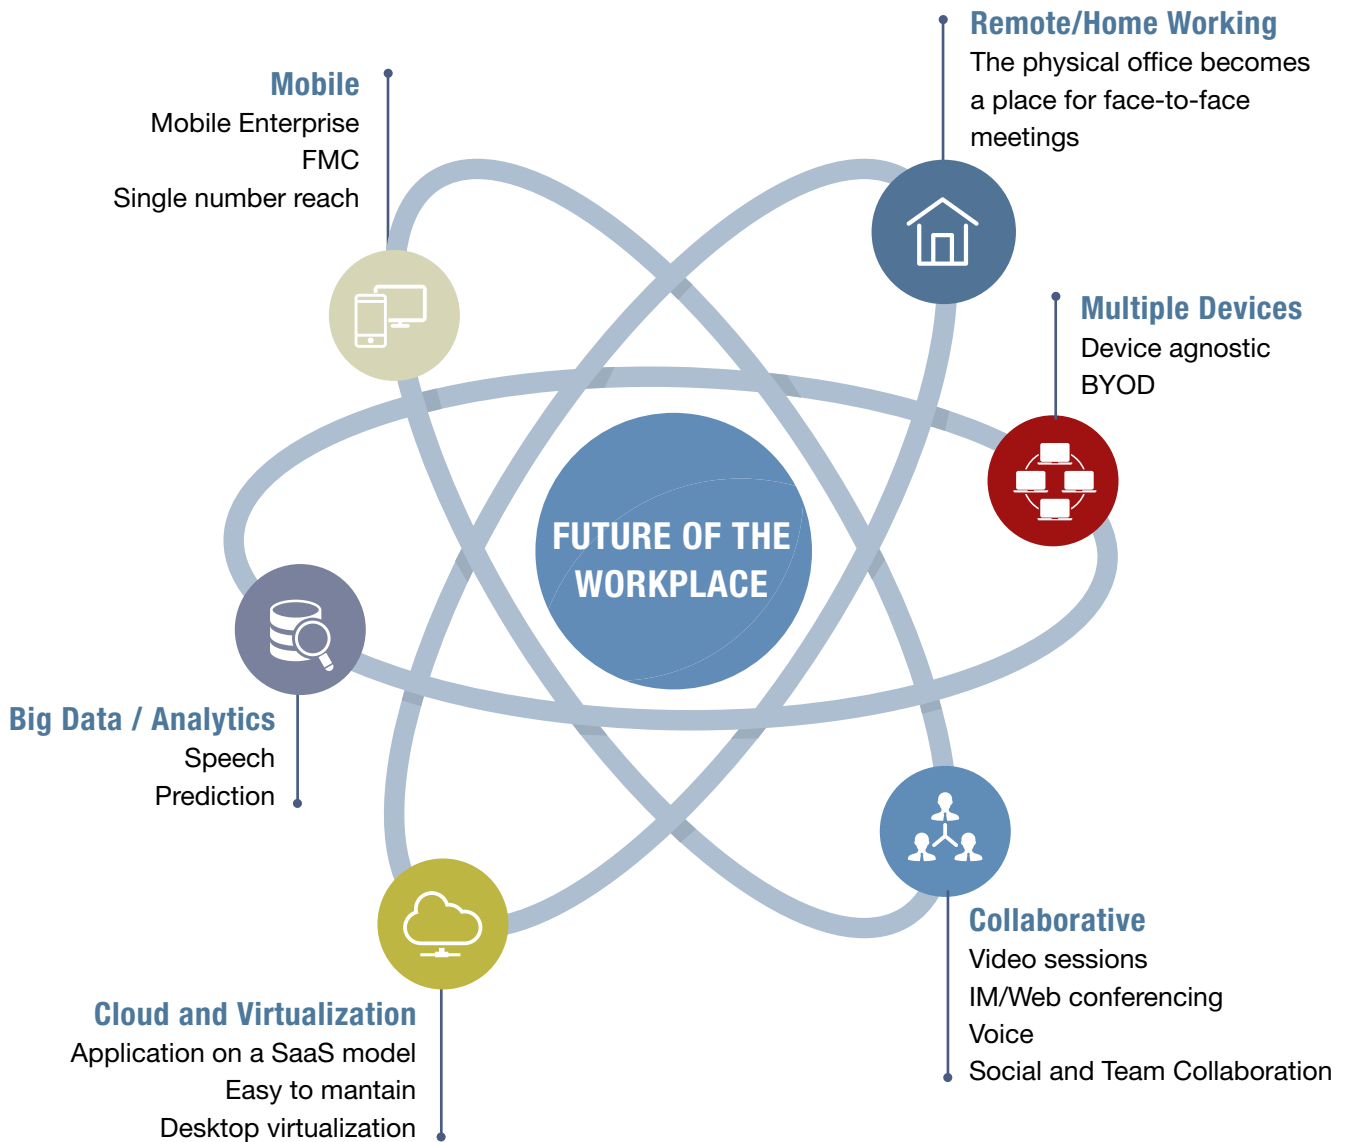 Remote/Home Working
The physical office becomes
a place for face-to-face
meetings
Mobile
Mobile Enterprise
FMC
Single number reach
Multiple Devices
Device agnostic
BYOD
FUTURE OF THE
WORKPLACE
Big Data / Analytics
Speech
Prediction
Collaborative
Video sessions
IM/Web conferencing
Voice
Social and Team Collaboration
Cloud and Virtualization
Application on a SaaS model
Easy to mantain
Desktop virtualization